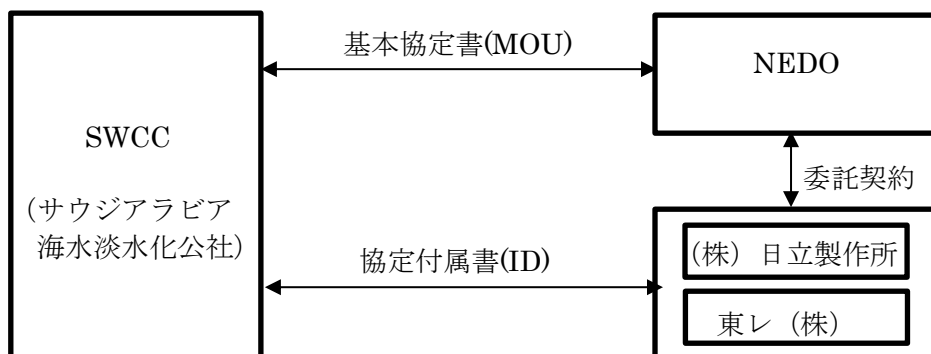 基本協定書(MOU)
NEDO
SWCC
(サウジアラビア
海水淡水化公社)
委託契約
協定付属書(ID)
(株) 日立製作所
東レ (株)